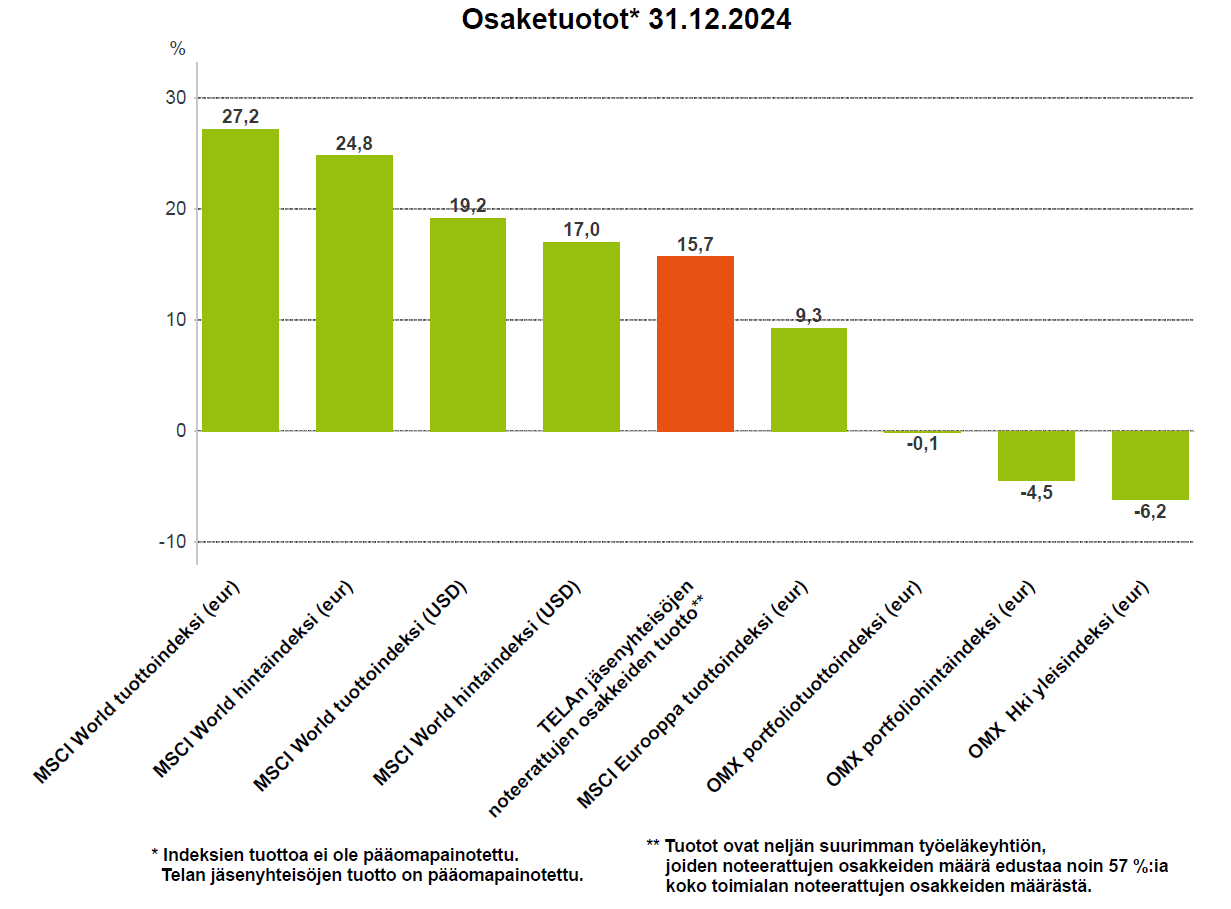 Osaketuotot* 31.12.2024
%
30
20
10
0
-10
27,2
24,8
19,2
17,0
15,7
9,3
-0,1
-4,5
-6,2
MSCI World tuottoindeksi (eur)
MSCI World hintaindeksi (eur)
MSCI World tuottoindeksi (USD)
MSCI World hintaindeksi (USD)
TELAn jäsenyhteisöjen
noteerattujen osakkeiden tuotto**
MSCI Eurooppa tuottoindeksi (eur)
OMX portfoliotuottoindeksi (eur)
OMX portfoliohintaindeksi (eur)
OMX Hki yleisindeksi (eur)
* Indeksien tuottoa ei ole pääomapainotettu.
Telan jäsenyhteisöjen tuotto on pääomapainotettu.
** Tuotot ovat neljän suurimman työeläkeyhtiön,
joiden noteerattujen osakkeiden määrä edustaa noin 57 %:ia
koko toimialan noteerattujen osakkeiden määrästä.